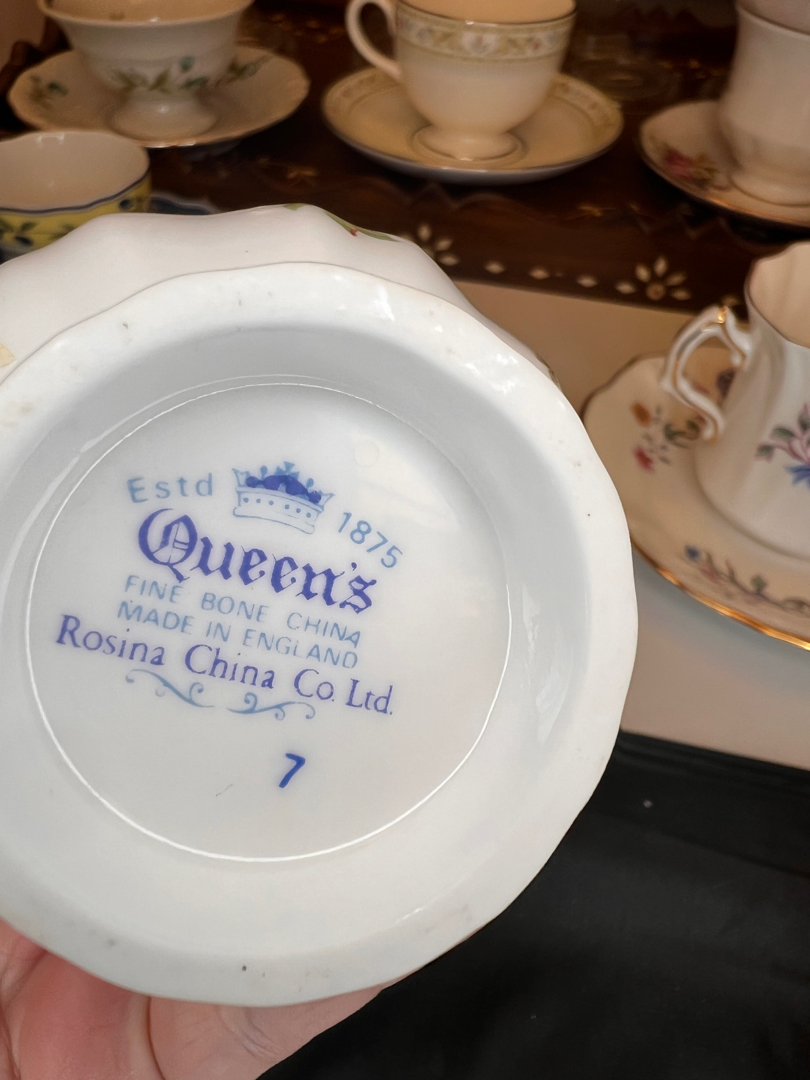 Estd 1875
Queen's
FINE BONE CHINA
MADE IN ENGLAND
Rosina China Co. Ltd.
7